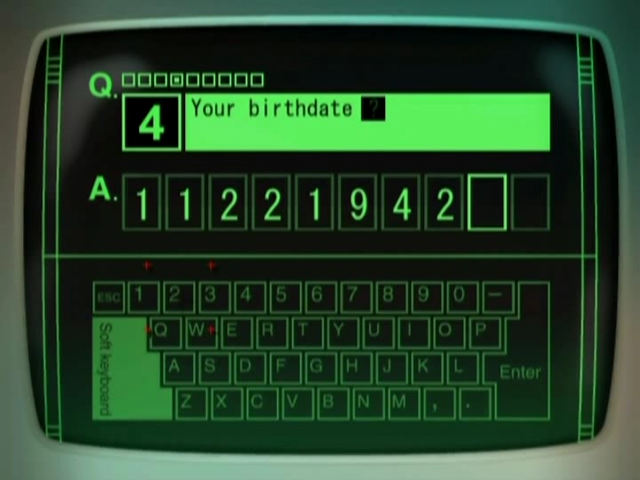 Q.
4 Your birthdate ?
A. 1 1 2 2 1 9 4 2
ESC 1 2 3 4 5 6 7 8 9 0 -
Q W E R T Y U I O P
A S D F G H J K L Enter
Z X C V B N M , .
Soft keyboard